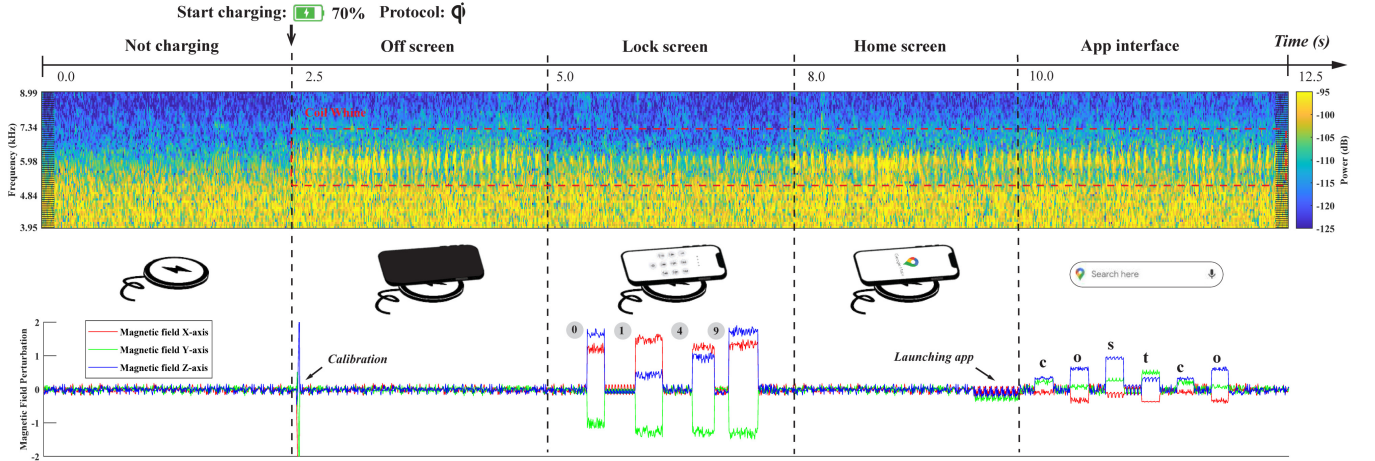 Start charging: 70% Protocol: qi
Not charging Off screen Lock screen Home screen App interface Time (s)
0.0 2.5 5.0 8.0 10.0 12.5
Frequency (kHz)
8.99
7.34
5.98
4.84
3.95
Coil Whine
-95
-100
-105
-110
-115
-120
-125
Power (dB)
Search here
Magnetic Field Perturbation
2
1
0
-1
-2
Magnetic field X-axis
Magnetic field Y-axis
Magnetic field Z-axis
Calibration
0 1 4 9
Launching app
c o s t c o